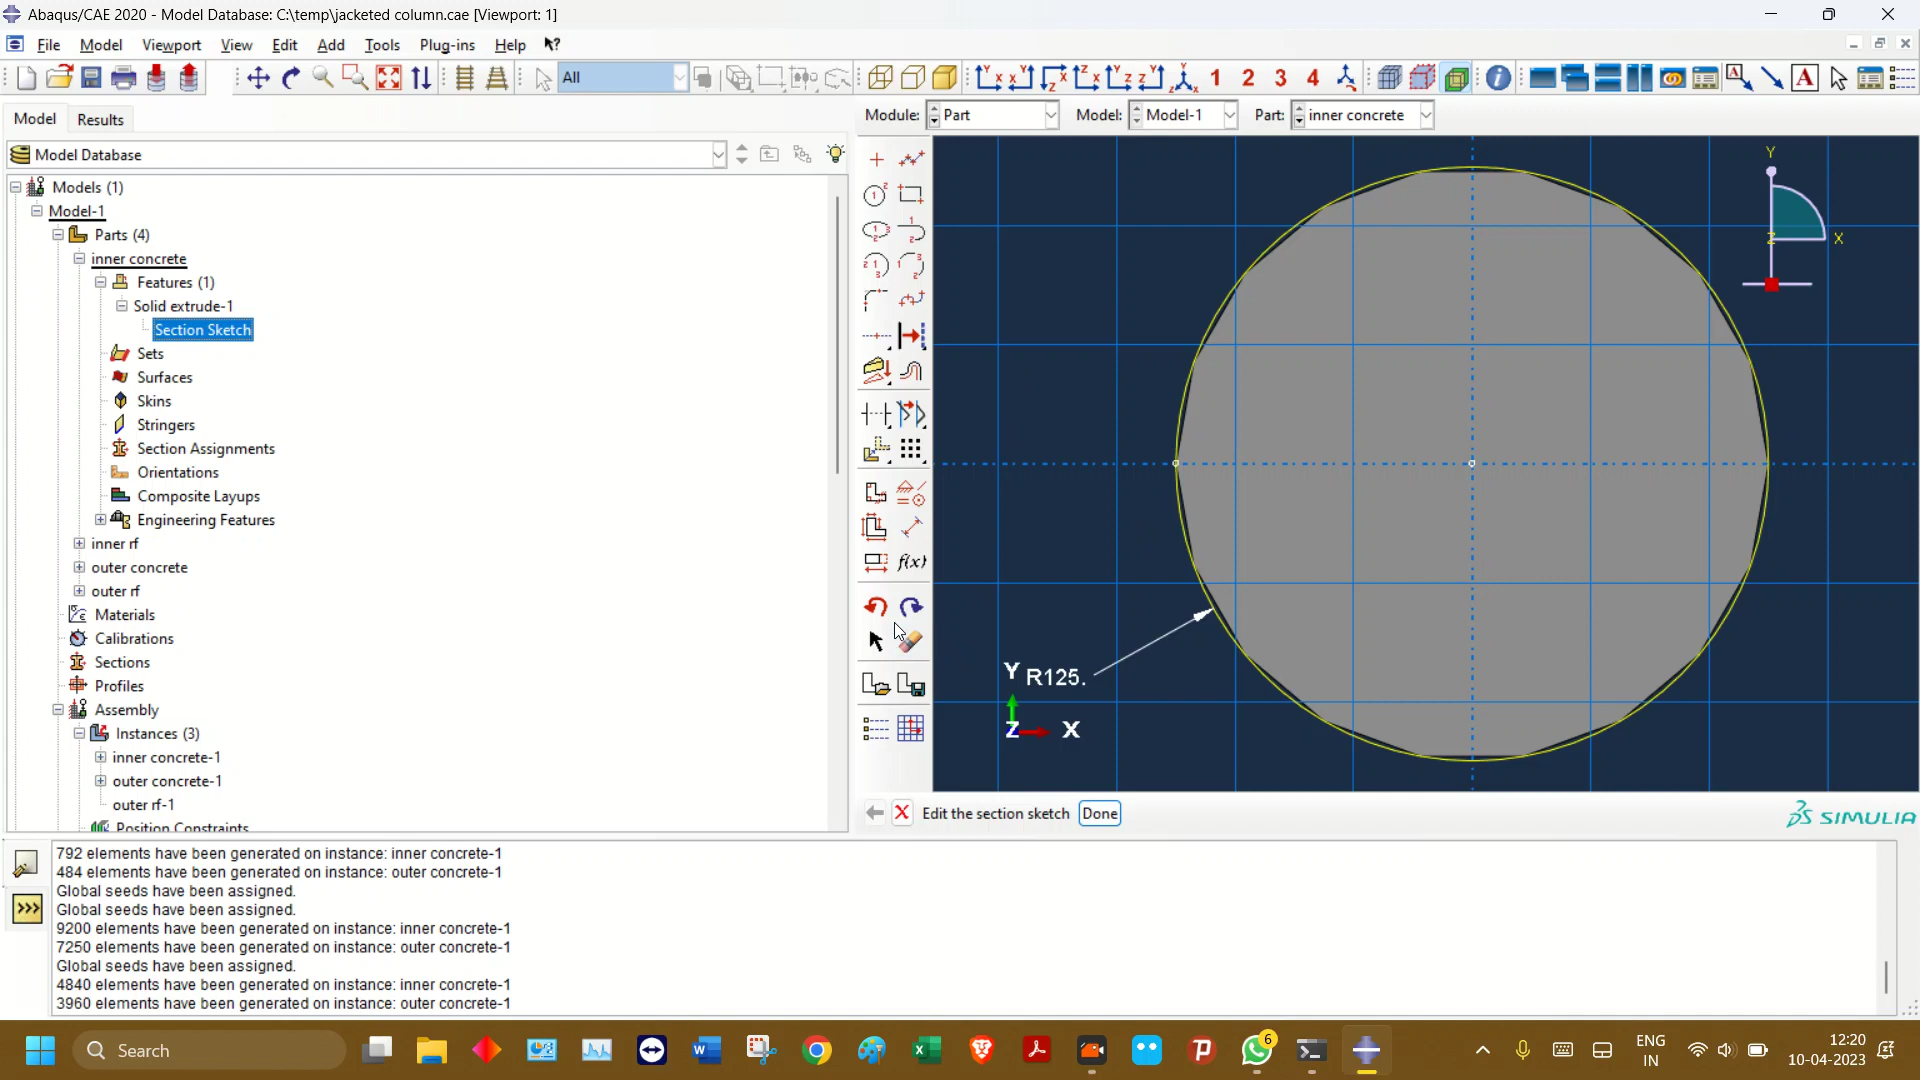 Abaqus/CAE 2020 - Model Database: C:\temp\jacketed column.cae [Viewport: 1]
File Model Viewport View Edit Add Tools Plug-ins Help
All
1 2 3 4
Model Results
Module: Part Model: Model-1 Part: inner concrete
Model Database
Models (1)
Model-1
Parts (4)
inner concrete
Features (1)
Solid extrude-1
Section Sketch
Sets
Surfaces
Skins
Stringers
Section Assignments
Orientations
Composite Layups
Engineering Features
inner rf
outer concrete
outer rf
Materials
Calibrations
Sections
Profiles
Assembly
Instances (3)
inner concrete-1
outer concrete-1
outer rf-1
Position Constraints
f(x)
Y
Z X
R125.
Y
Z X
Edit the section sketch Done
SIMULIA
792 elements have been generated on instance: inner concrete-1
484 elements have been generated on instance: outer concrete-1
Global seeds have been assigned.
Global seeds have been assigned.
9200 elements have been generated on instance: inner concrete-1
7250 elements have been generated on instance: outer concrete-1
Global seeds have been assigned.
4840 elements have been generated on instance: inner concrete-1
3960 elements have been generated on instance: outer concrete-1
Search
6
ENG
IN
12:20
10-04-2023